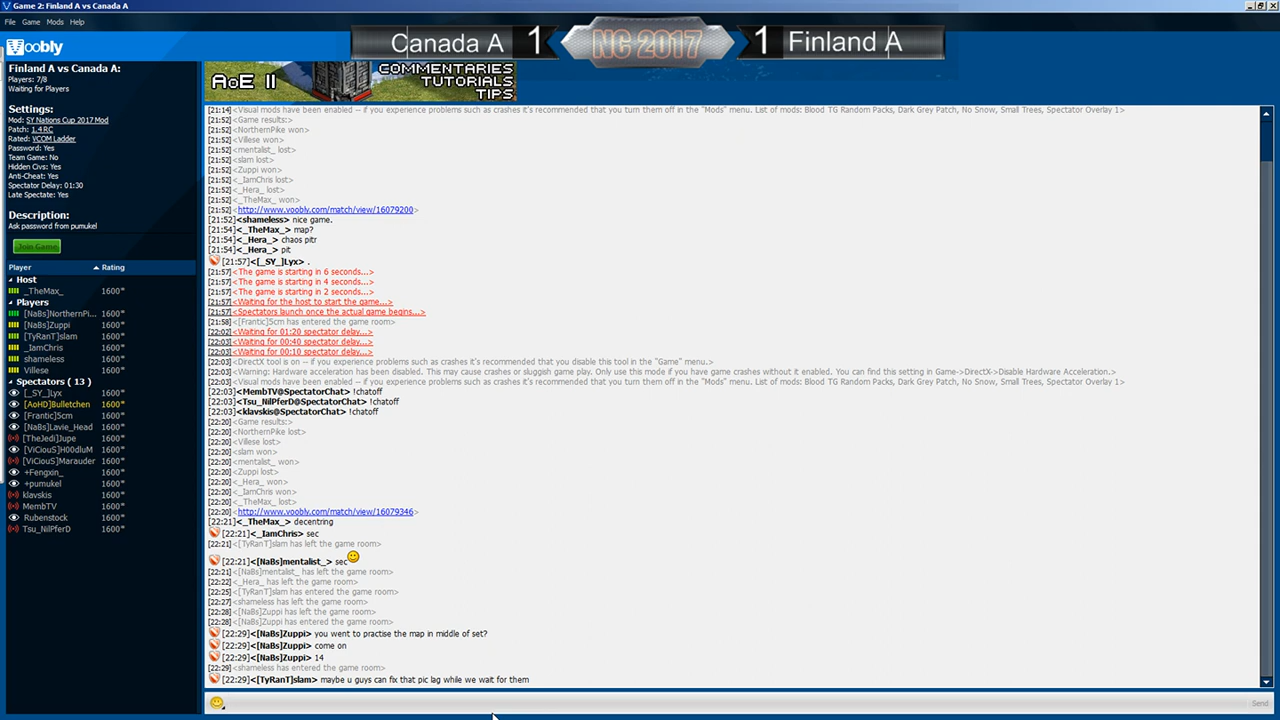 Game 2: Finland A vs Canada A
File Game Mods Help
Canada A 1 NC 2017 1 Finland A
Voobly
Finland A vs Canada A:
Players: 7/8
Waiting for Players
Settings:
Mod: SY Nations Cup 2017 Mod
Patch: 1.4 RC
Rated: VCOM Ladder
Password: Yes
Team Game: No
Hidden Civs: Yes
Anti-Cheat: Yes
Spectator Delay: 01:30
Late Spectate: Yes
Description:
Ask password from pumukel
Join Game
Player Rating
Host
_TheMax_ 1600*
Players
[NaBs]NorthernPi... 1600*
[NaBs]Zuppi 1600*
[TyRanT]slam 1600*
_IamChris 1600*
shameless 1600*
Villese 1600*
Spectators ( 13 )
[_SY_]Lyx 1600*
[AoHD]Bulletchen 1600*
[Frantic]5cm 1600*
[NaBs]Lavie_Head 1600*
[TheJedi]Jupe 1600*
[ViCiouS]H00dluM 1600*
[ViCiouS]Marauder 1600*
+Fengxin_ 1600*
+pumukel 1600*
klavskis 1600*
MembTV 1600*
Rubenstock 1600*
Tsu_NilPferD 1600*
AoE II
COMMENTARIES
TUTORIALS
TIPS
[21:14]<Visual mods have been enabled -- if you experience problems such as crashes it's recommended that you turn them off in the "Mods" menu. List of mods: Blood TG Random Packs, Dark Grey Patch, No Snow, Small Trees, Spectator Overlay 1>
[21:52]<Game results:>
[21:52]<NorthernPike won>
[21:52]<Villese won>
[21:52]<mentalist_ lost>
[21:52]<slam lost>
[21:52]<Zuppi won>
[21:52]<_IamChris lost>
[21:52]<_Hera_ lost>
[21:52]<_TheMax_ won>
[21:52]<http://www.voobly.com/match/view/16079200>
[21:52]<shameless> nice game.
[21:54]<_TheMax_> map?
[21:54]<_Hera_> chaos pitr
[21:54]<_Hera_> pit
[21:57]<[_SY_]Lyx> .
[21:57]<The game is starting in 6 seconds...>
[21:57]<The game is starting in 4 seconds...>
[21:57]<The game is starting in 2 seconds...>
[21:57]<Waiting for the host to start the game...>
[21:57]<Spectators launch once the actual game begins...>
[21:58]<[Frantic]5cm has entered the game room>
[22:02]<Waiting for 01:20 spectator delay...>
[22:03]<Waiting for 00:40 spectator delay...>
[22:03]<Waiting for 00:10 spectator delay...>
[22:03]<DirectX tool is on -- if you experience problems such as crashes it's recommended that you disable this tool in the "Game" menu.>
[22:03]<Warning: Hardware acceleration has been disabled. This may cause crashes or sluggish game play. Only use this mode if you have game crashes without it enabled. You can find this setting in Game->DirectX->Disable Hardware Acceleration.>
[22:03]<Visual mods have been enabled -- if you experience problems such as crashes it's recommended that you turn them off in the "Mods" menu. List of mods: Blood TG Random Packs, Dark Grey Patch, No Snow, Small Trees, Spectator Overlay 1>
[22:03]<MembTV@SpectatorChat> !chatoff
[22:03]<Tsu_NilPferD@SpectatorChat> !chatoff
[22:03]<klavskis@SpectatorChat> !chatoff
[22:20]<Game results:>
[22:20]<NorthernPike lost>
[22:20]<Villese lost>
[22:20]<slam won>
[22:20]<mentalist_ won>
[22:20]<Zuppi lost>
[22:20]<_Hera_ won>
[22:20]<_IamChris won>
[22:20]<_TheMax_ lost>
[22:20]<http://www.voobly.com/match/view/16079346>
[22:21]<_TheMax_> decentring
[22:21]<_IamChris> sec
[22:21]<[TyRanT]slam has left the game room>
[22:21]<[NaBs]mentalist_> sec
[22:21]<[NaBs]mentalist_ has left the game room>
[22:22]<_Hera_ has left the game room>
[22:25]<[TyRanT]slam has entered the game room>
[22:27]<shameless has left the game room>
[22:28]<[NaBs]Zuppi has left the game room>
[22:28]<[NaBs]Zuppi has entered the game room>
[22:29]<[NaBs]Zuppi> you went to practise the map in middle of set?
[22:29]<[NaBs]Zuppi> come on
[22:29]<[NaBs]Zuppi> 14
[22:29]<shameless has entered the game room>
[22:29]<[TyRanT]slam> maybe u guys can fix that pic lag while we wait for them
Send